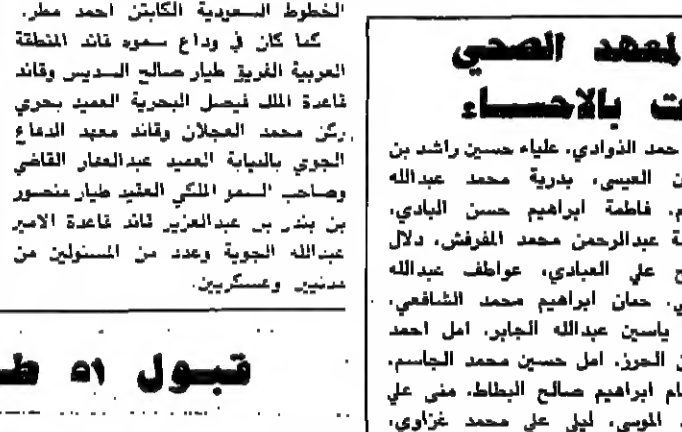 لمعهد الصحي
ت بالاحساء
حمد الذوادي، علياء حسين راشد بن
ن العيسى، بدرية محمد عبدالله
م، فاطمة ابراهيم حسن البادي،
ة عبدالرحمن محمد المفرفش، دلال
ح علي العبادي، عواطف عبدالله
ي، حنان ابراهيم محمد الشافعي،
ياسين عبدالله الجابر، امل احمد
ن الحرز، امل حسين محمد الجاسم،
ام ابراهيم صالح البطاط، منى علي
الموسى، ليلى علي محمد غزاوي،
الخطوط السعودية الكابتن احمد مطر.
كما كان في وداع سموه قائد المنطقة
الغربية الفريق طيار صالح السديس وقائد
قاعدة الملك فيصل البحرية العميد بحري
ركن محمد العجلان وقائد معهد الدفاع
الجوي بالنيابة العميد عبدالغفار القاضي
وصاحب السمو الملكي العقيد طيار منصور
بن بندر بن عبدالعزيز قائد قاعدة الامير
عبدالله الجوية وعدد من المسئولين من
مدنيين وعسكريين.
قبول ٥١ ط